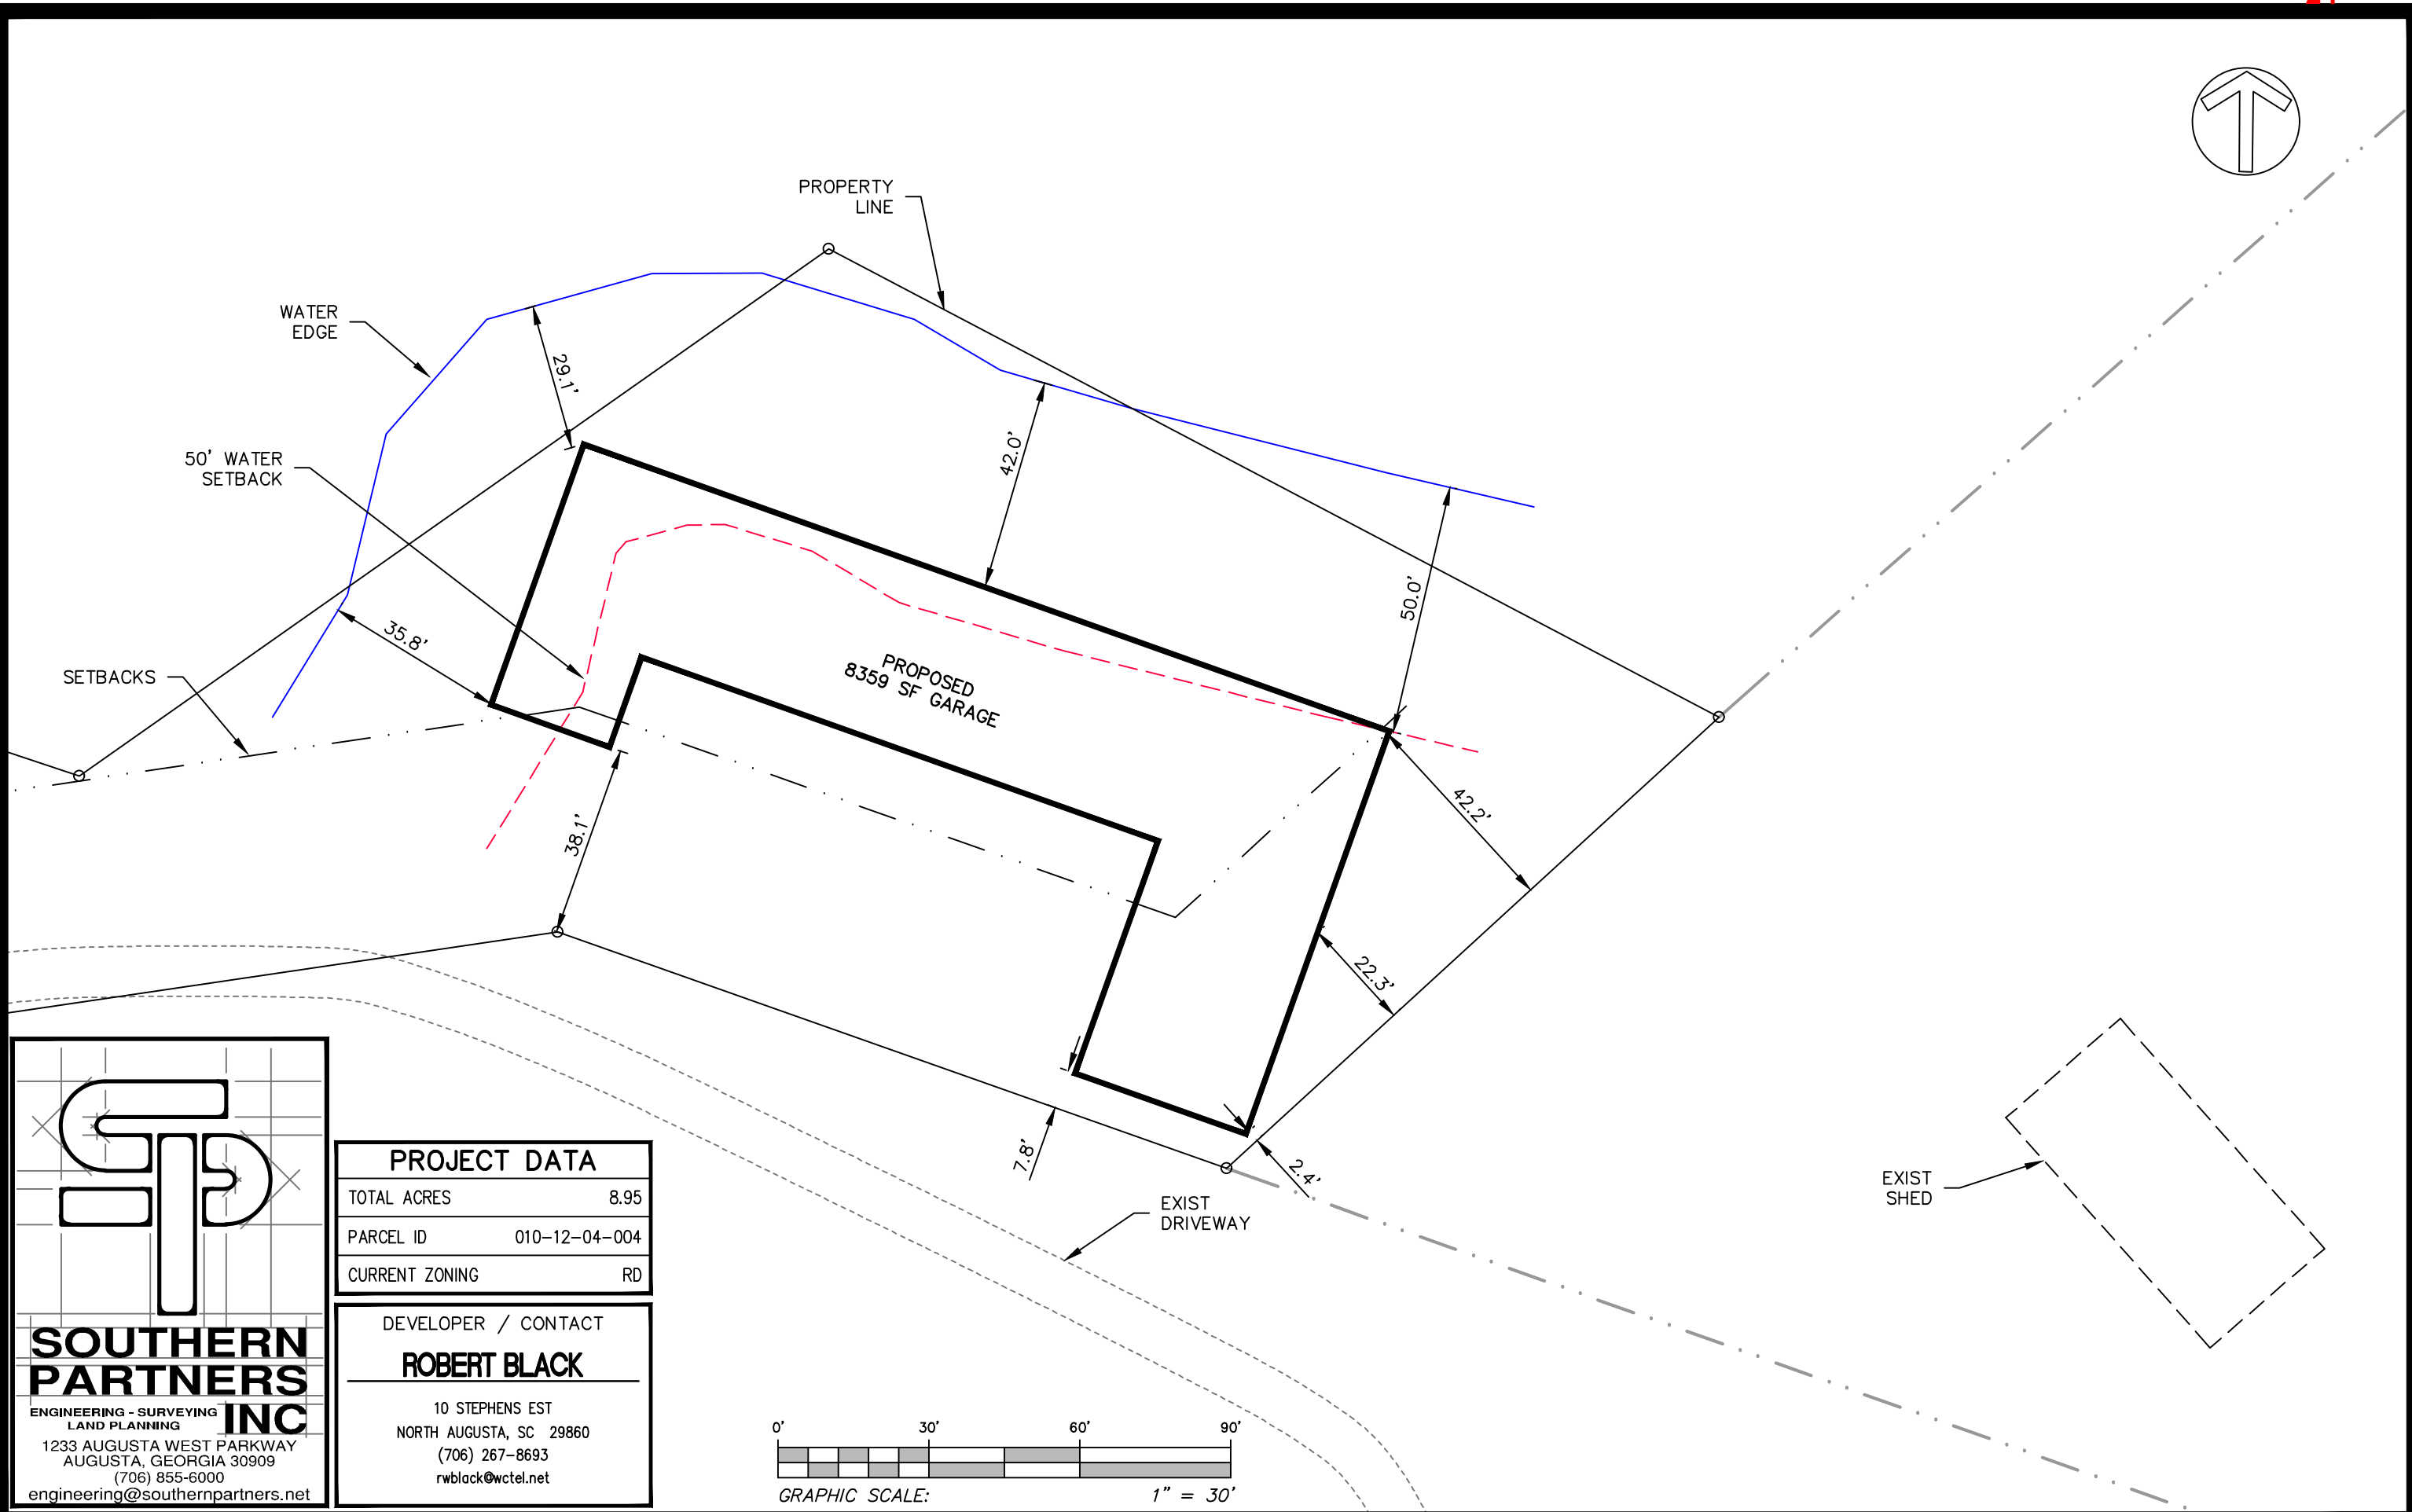 PROPERTY
LINE
WATER
EDGE
29.1'
42.0'
50' WATER
SETBACK
50.0'
35.8'
SETBACKS
PROPOSED
8359 SF GARAGE
42.2'
38.1'
22.3'
7.8'
2.4'
EXIST
DRIVEWAY
EXIST
SHED
PROJECT DATA
TOTAL ACRES 8.95
PARCEL ID 010-12-04-004
CURRENT ZONING RD
DEVELOPER / CONTACT
ROBERT BLACK
10 STEPHENS EST
NORTH AUGUSTA, SC 29860
(706) 267-8693
rwblack@wctel.net
SOUTHERN
PARTNERS
ENGINEERING - SURVEYING
LAND PLANNING
INC
1233 AUGUSTA WEST PARKWAY
AUGUSTA, GEORGIA 30909
(706) 855-6000
engineering@southernpartners.net
0' 30' 60' 90'
GRAPHIC SCALE: 1" = 30'